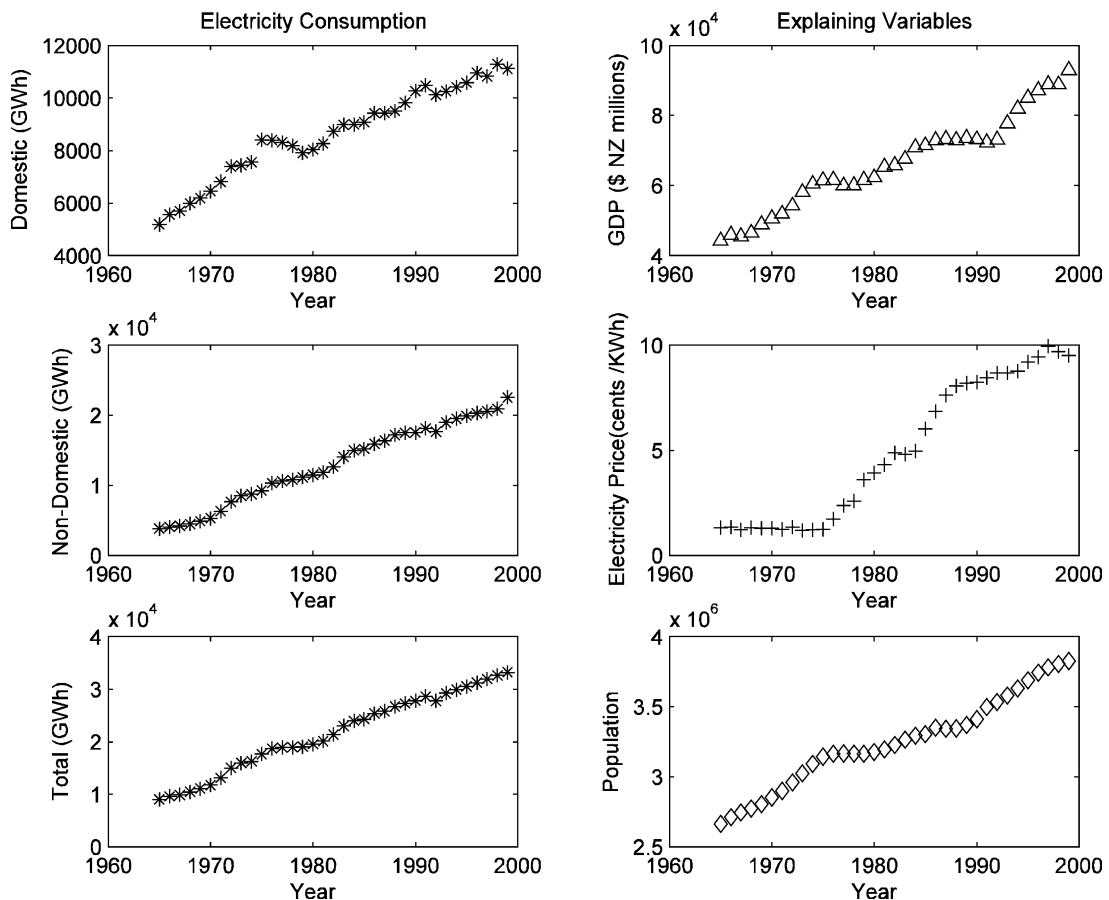 Electricity Consumption
12000
10000
8000
6000
4000
Domestic (GWh)
1960 1970 1980 1990 2000
Year
Explaining Variables
x 10^4
10
8
6
4
GDP ($ NZ millions)
1960 1970 1980 1990 2000
Year
x 10^4
3
2
1
0
Non-Domestic (GWh)
1960 1970 1980 1990 2000
Year
10
5
0
Electricity Price(cents /KWh)
1960 1970 1980 1990 2000
Year
x 10^4
4
3
2
1
0
Total (GWh)
1960 1970 1980 1990 2000
Year
x 10^6
4
3.5
3
2.5
Population
1960 1970 1980 1990 2000
Year